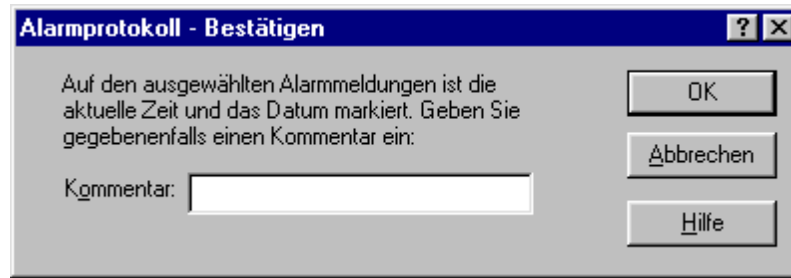 Alarmprotokoll - Bestätigen
Auf den ausgewählten Alarmmeldungen ist die
aktuelle Zeit und das Datum markiert. Geben Sie
gegebenenfalls einen Kommentar ein:
Kommentar:
OK
Abbrechen
Hilfe